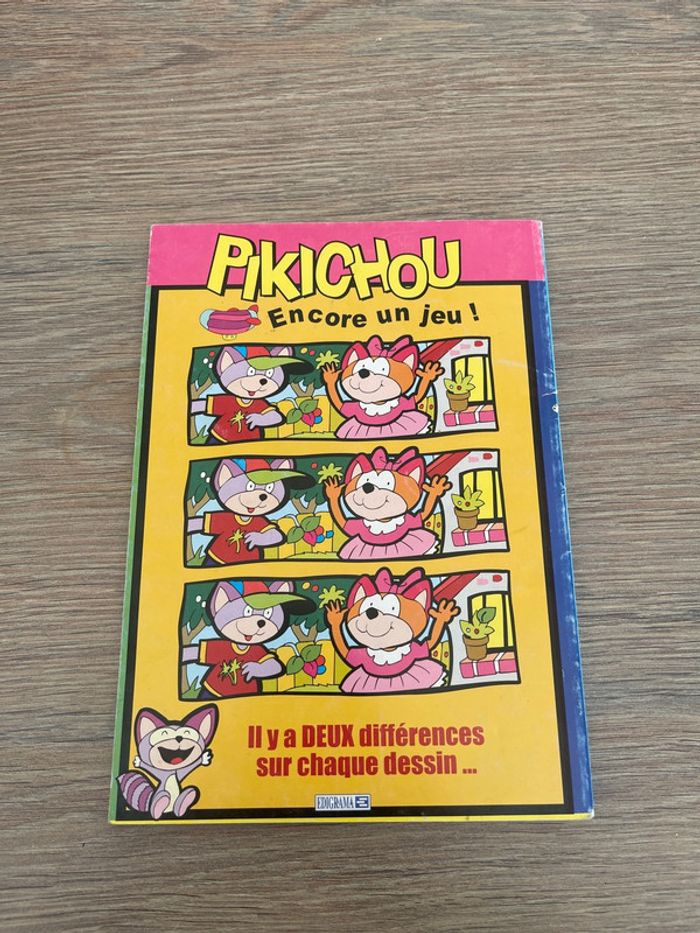 PIKICHOU
Encore un jeu !
Il y a DEUX différences
sur chaque dessin ...
EDIGRAMA